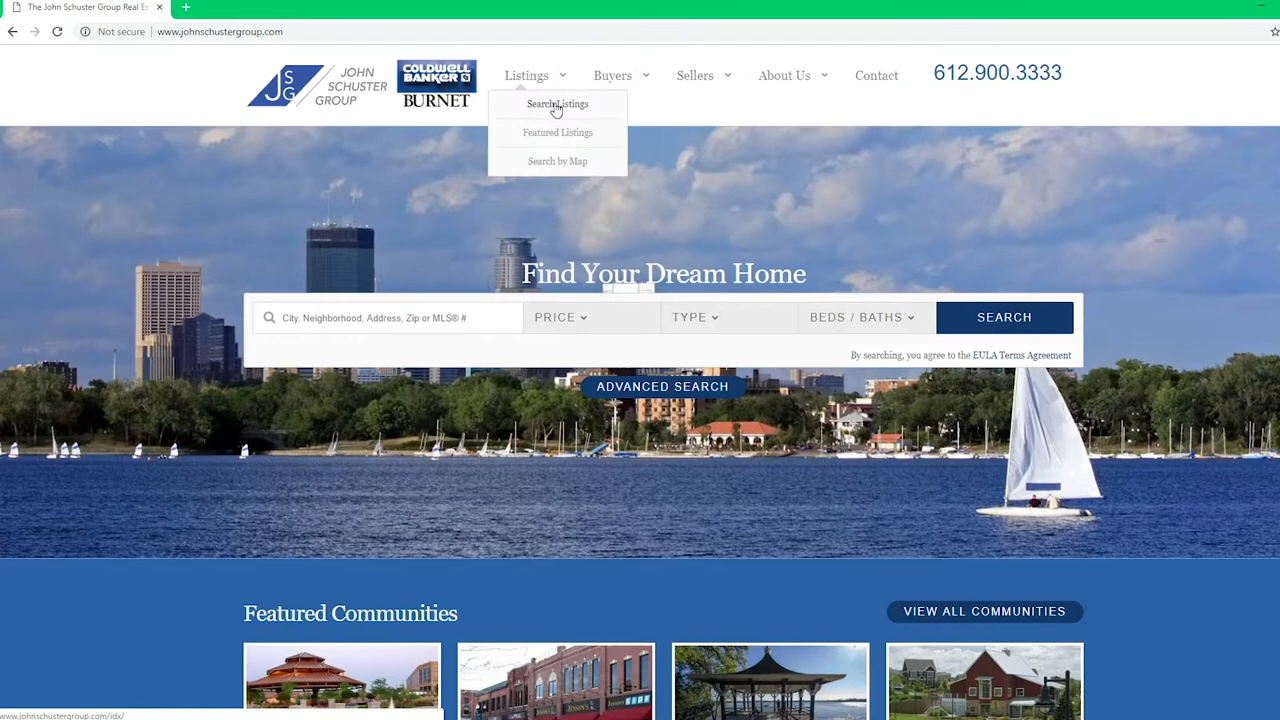 The John Schuster Group Real Es
Not secure
www.johnschustergroup.com
JSG
JOHN
SCHUSTER
GROUP
COLDWELL
BANKER
BURNET
Listings
Buyers
Sellers
About Us
Contact
612.900.3333
Search Listings
Featured Listings
Search by Map
Find Your Dream Home
City, Neighborhood, Address, Zip or MLS® #
PRICE
TYPE
BEDS / BATHS
SEARCH
By searching, you agree to the EULA Terms Agreement
ADVANCED SEARCH
Featured Communities
VIEW ALL COMMUNITIES
www.johnschustergroup.com/idx/